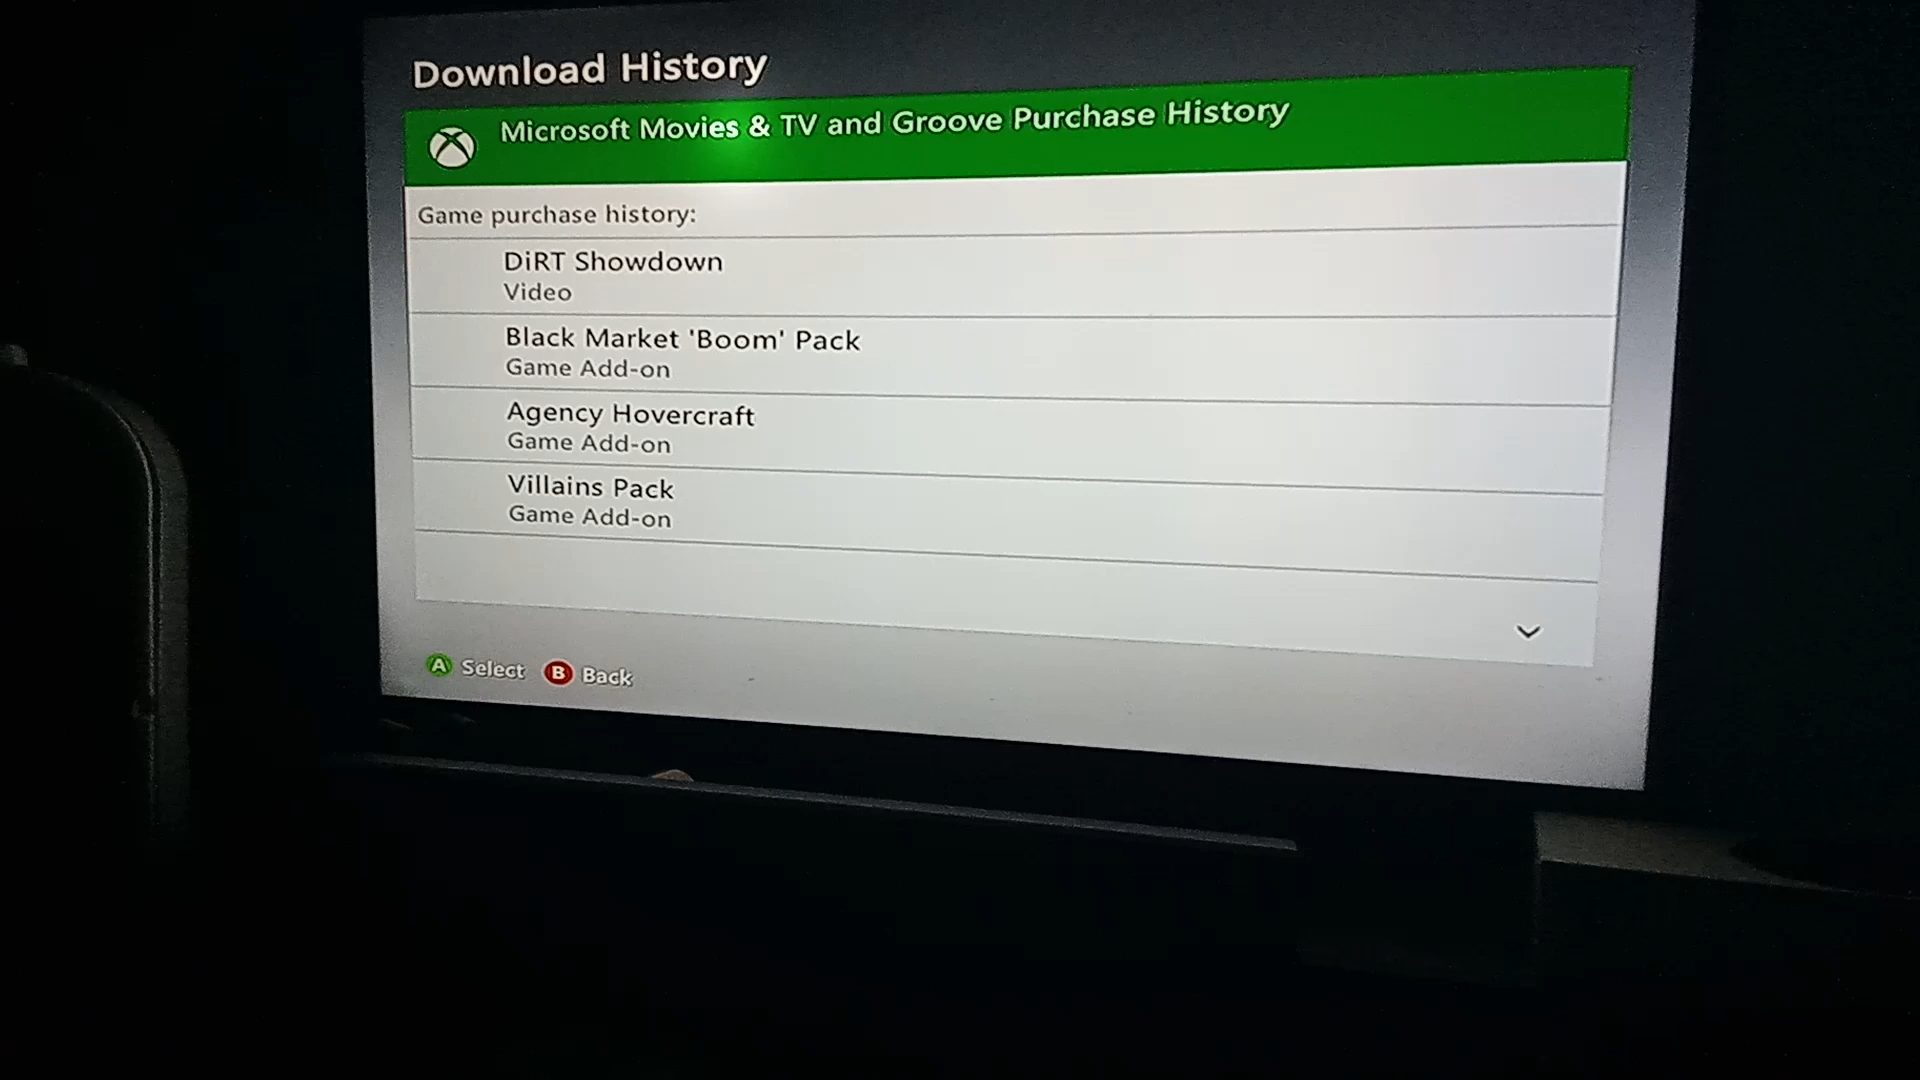 Download History
Microsoft Movies & TV and Groove Purchase History
Game purchase history:
DiRT Showdown
Video
Black Market 'Boom' Pack
Game Add-on
Agency Hovercraft
Game Add-on
Villains Pack
Game Add-on
A Select B Back